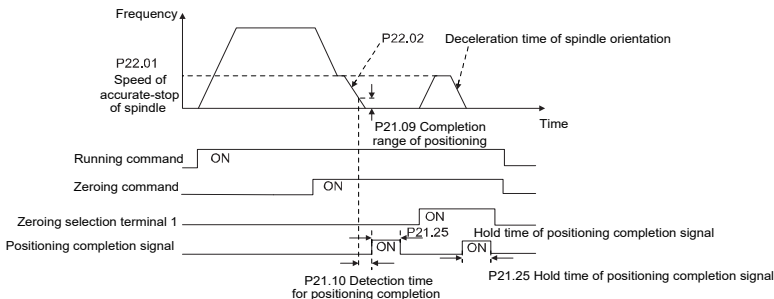 Frequency
P22.01
Speed of
accurate-stop
of spindle
P22.02
Deceleration time of spindle orientation
Time
P21.09 Completion
range of positioning
Running command
ON
Zeroing command
ON
Zeroing selection terminal 1
ON
P21.25
Hold time of positioning completion signal
Positioning completion signal
ON
ON
P21.25 Hold time of positioning completion signal
P21.10 Detection time
for positioning completion